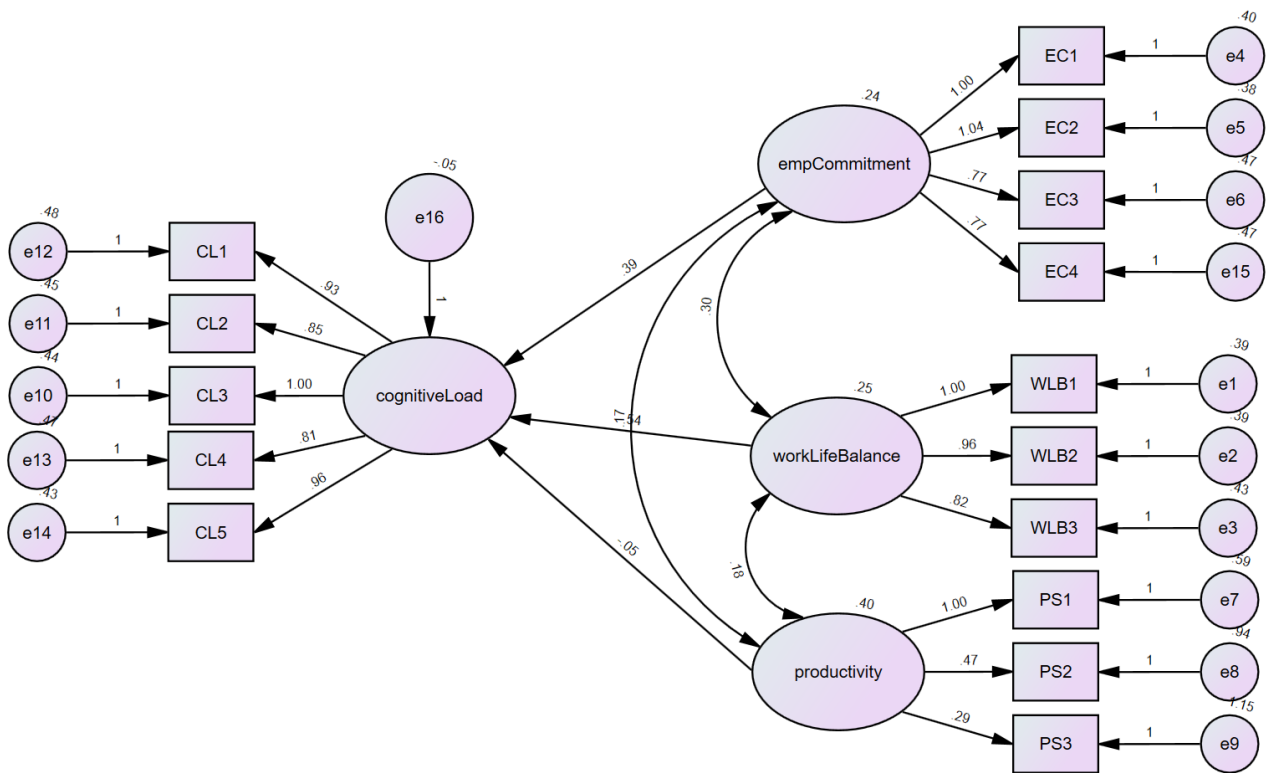 .40
EC1
1
e4
1.00
.24
.38
EC2
1
e5
1.04
empCommitment
.47
EC3
1
e6
.77
-.05
e16
.47
EC4
1
e15
.77
.48
e12
1
CL1
.93
.45
e11
1
CL2
.85
.44
e10
1
CL3
1.00
.47
e13
1
CL4
.81
.43
e14
1
CL5
.96
1
cognitiveLoad
.39
.30
.17
.54
-.05
.18
.25
workLifeBalance
.39
WLB1
1
e1
1.00
.39
WLB2
1
e2
.96
.43
WLB3
1
e3
.82
.40
productivity
.59
PS1
1
e7
1.00
.94
PS2
1
e8
.47
1.15
PS3
1
e9
.29